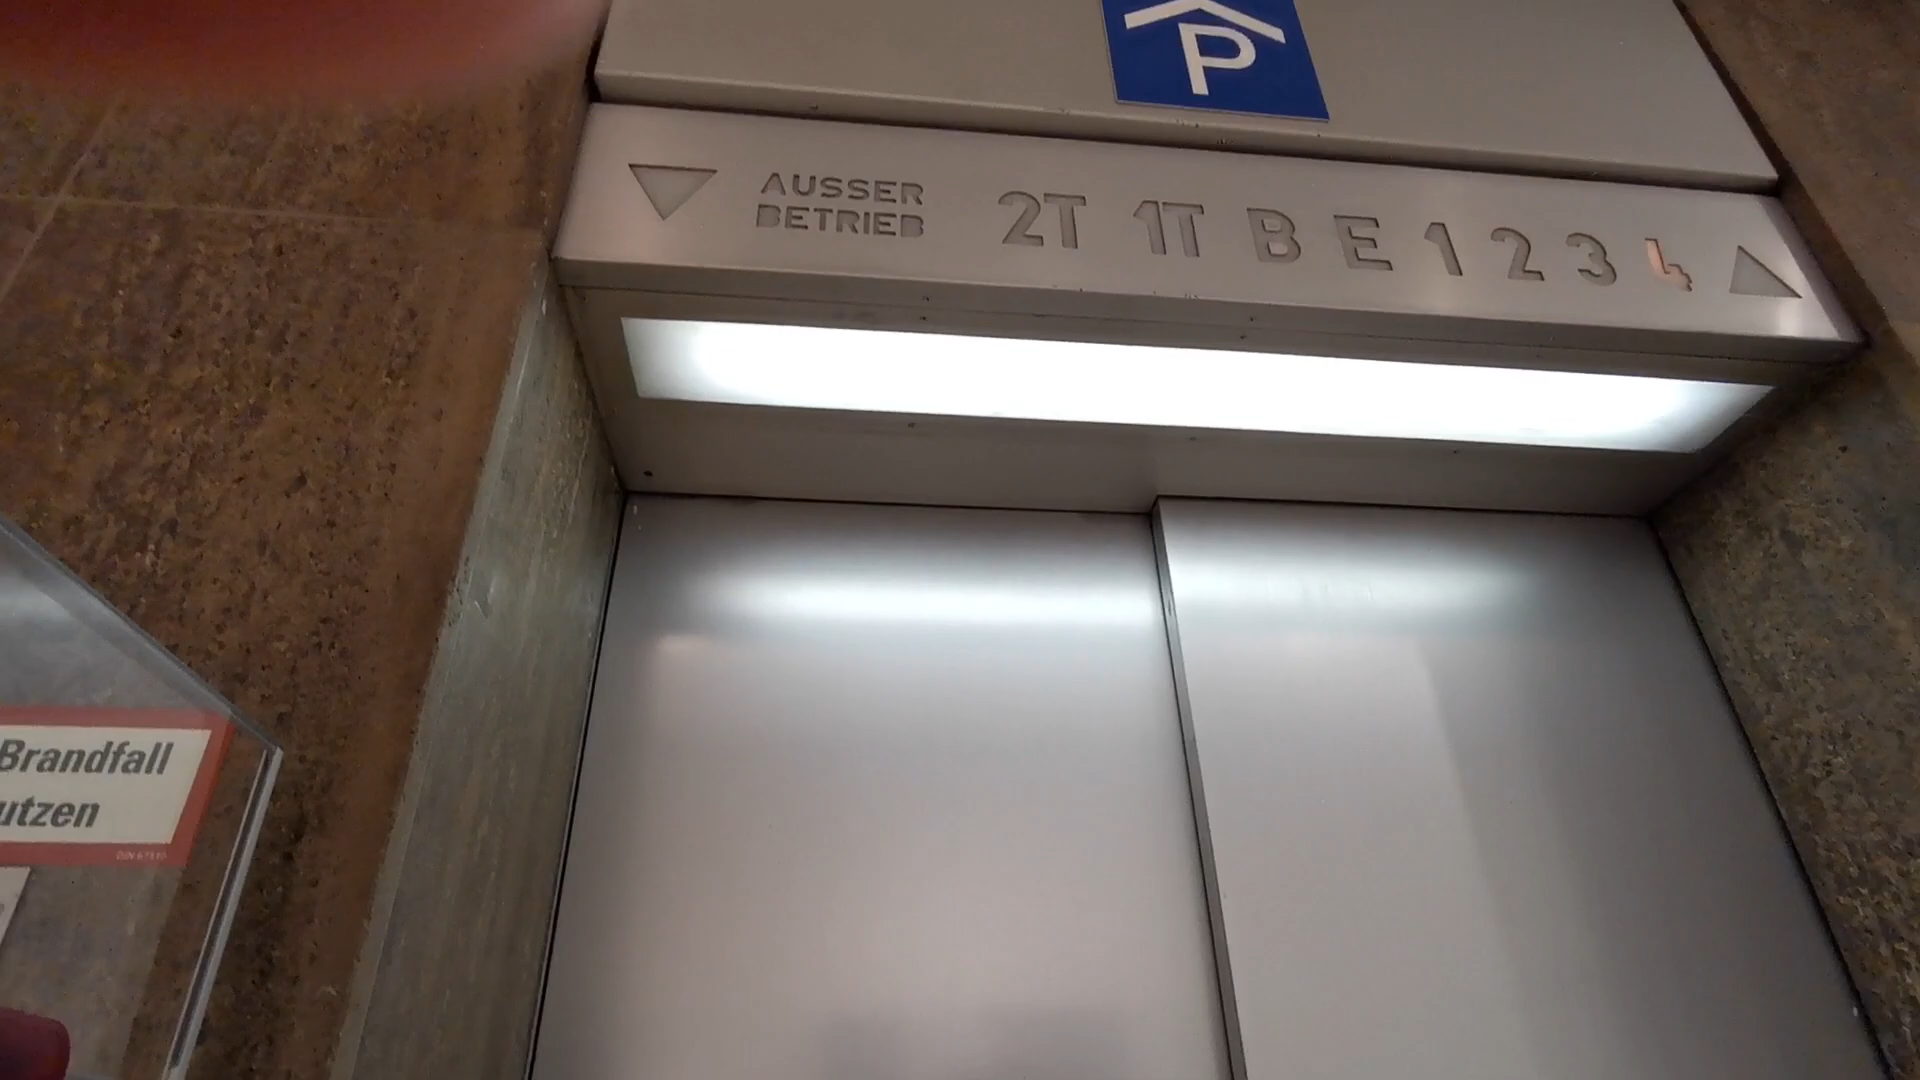 P
AUSSER
BETRIEB
2T 1T B E 1 2 3 4
Brandfall
utzen